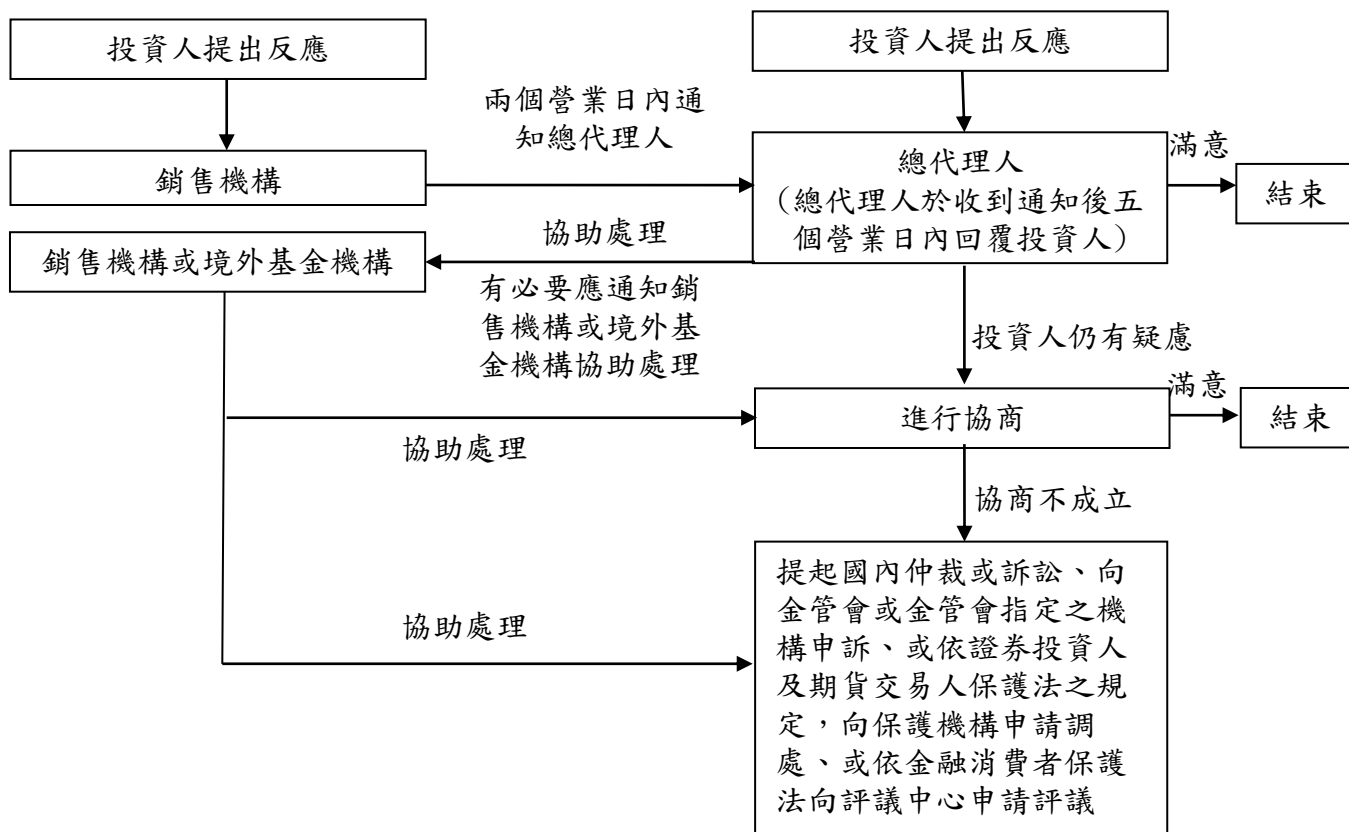 投資人提出反應
投資人提出反應
兩個營業日內通
知總代理人
銷售機構
總代理人
（總代理人於收到通知後五
個營業日內回覆投資人）
滿意
結束
協助處理
銷售機構或境外基金機構
有必要應通知銷
售機構或境外基
金機構協助處理
投資人仍有疑慮
進行協商
滿意
結束
協助處理
協商不成立
協助處理
提起國內仲裁或訴訟、向
金管會或金管會指定之機
構申訴、或依證券投資人
及期貨交易人保護法之規
定，向保護機構申請調
處、或依金融消費者保護
法向評議中心申請評議